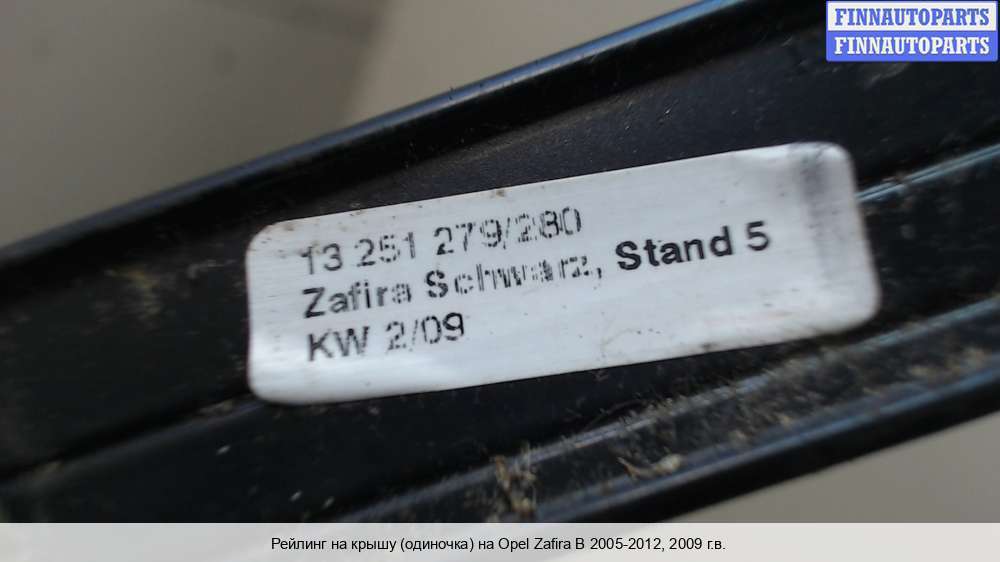 FINNAUTOPARTS
FINNAUTOPARTS
13 251 279/280
Zafira Schwarz, Stand 5
KW 2/09
Рейлинг на крышу (одиночка) на Opel Zafira B 2005-2012, 2009 г.в.